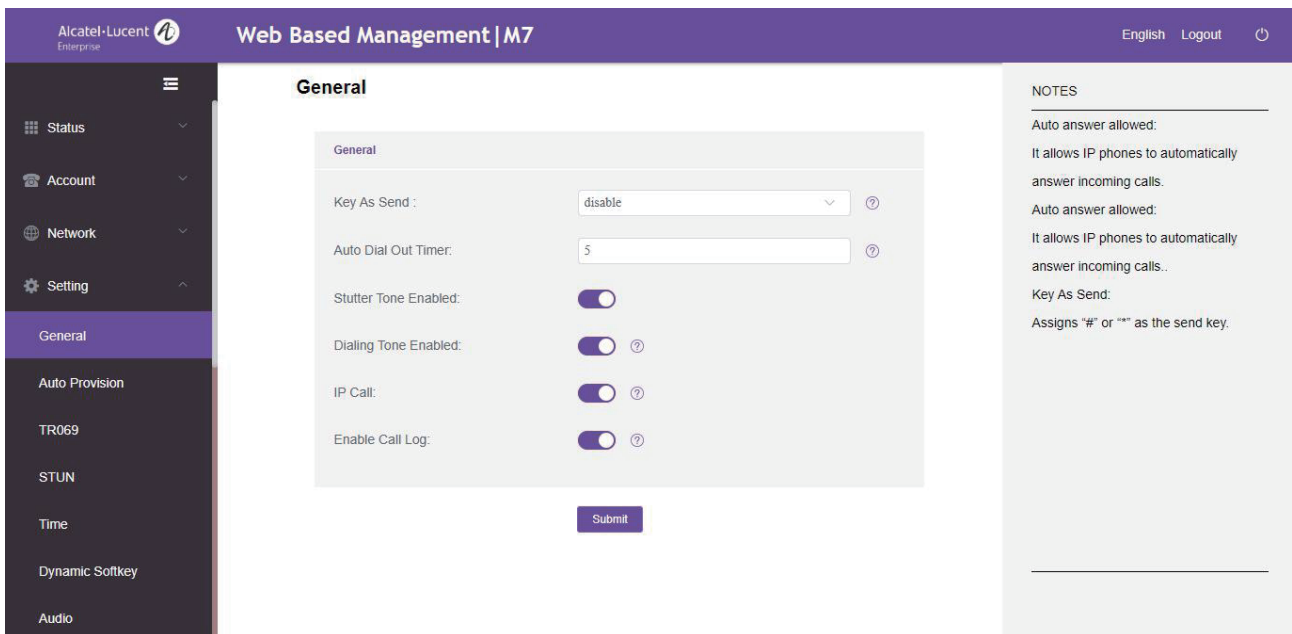 Alcatel•Lucent
Enterprise
Web Based Management|M7
English Logout
Status
Account
Network
Setting
General
Auto Provision
TR069
STUN
Time
Dynamic Softkey
Audio
General
General
Key As Send : disable
Auto Dial Out Timer: 5
Stutter Tone Enabled:
Dialing Tone Enabled: ?
IP Call: ?
Enable Call Log: ?
Submit
NOTES
Auto answer allowed:
It allows IP phones to automatically
answer incoming calls.
Auto answer allowed:
It allows IP phones to automatically
answer incoming calls..
Key As Send:
Assigns “#” or “*” as the send key.